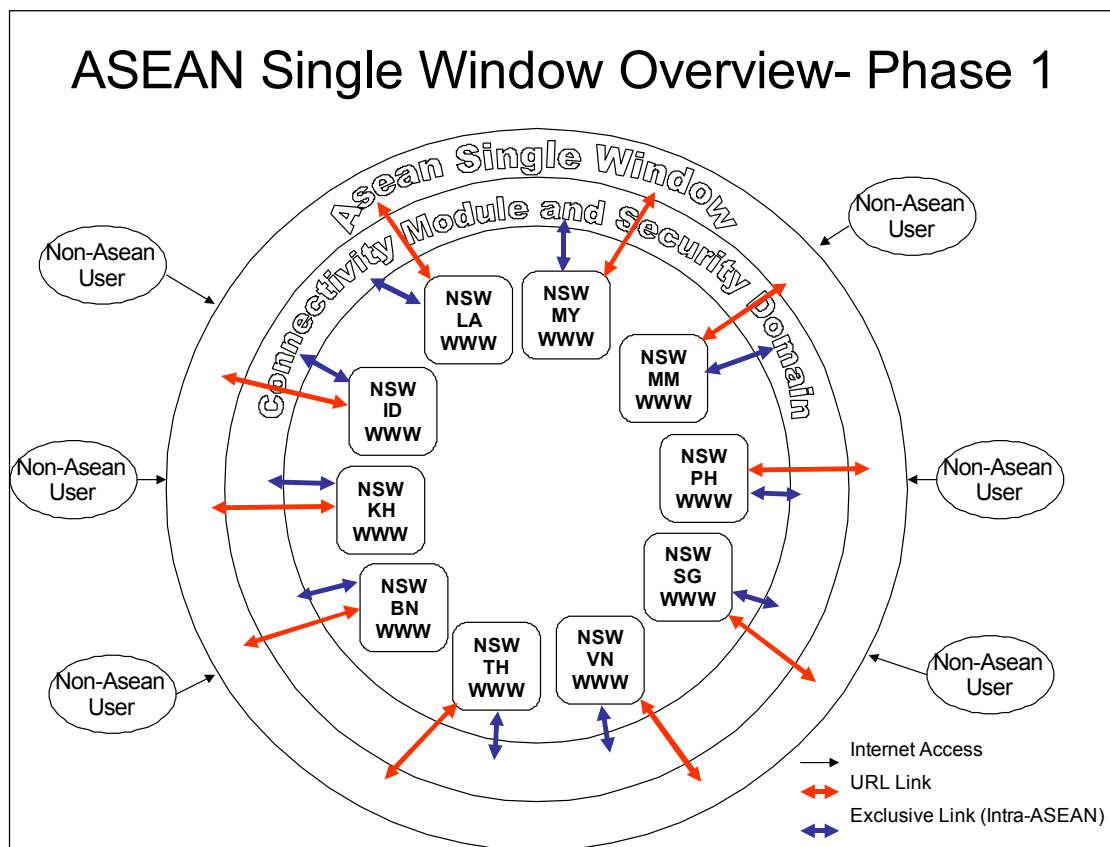 ASEAN Single Window Overview- Phase 1
Asean Single Window
Connectivity Module and Security Domain
Non-Asean
User
Non-Asean
User
Non-Asean
User
Non-Asean
User
Non-Asean
User
Non-Asean
User
NSW
LA
WWW
NSW
MY
WWW
NSW
MM
WWW
NSW
ID
WWW
NSW
PH
WWW
NSW
KH
WWW
NSW
SG
WWW
NSW
BN
WWW
NSW
TH
WWW
NSW
VN
WWW
Internet Access
URL Link
Exclusive Link (Intra-ASEAN)